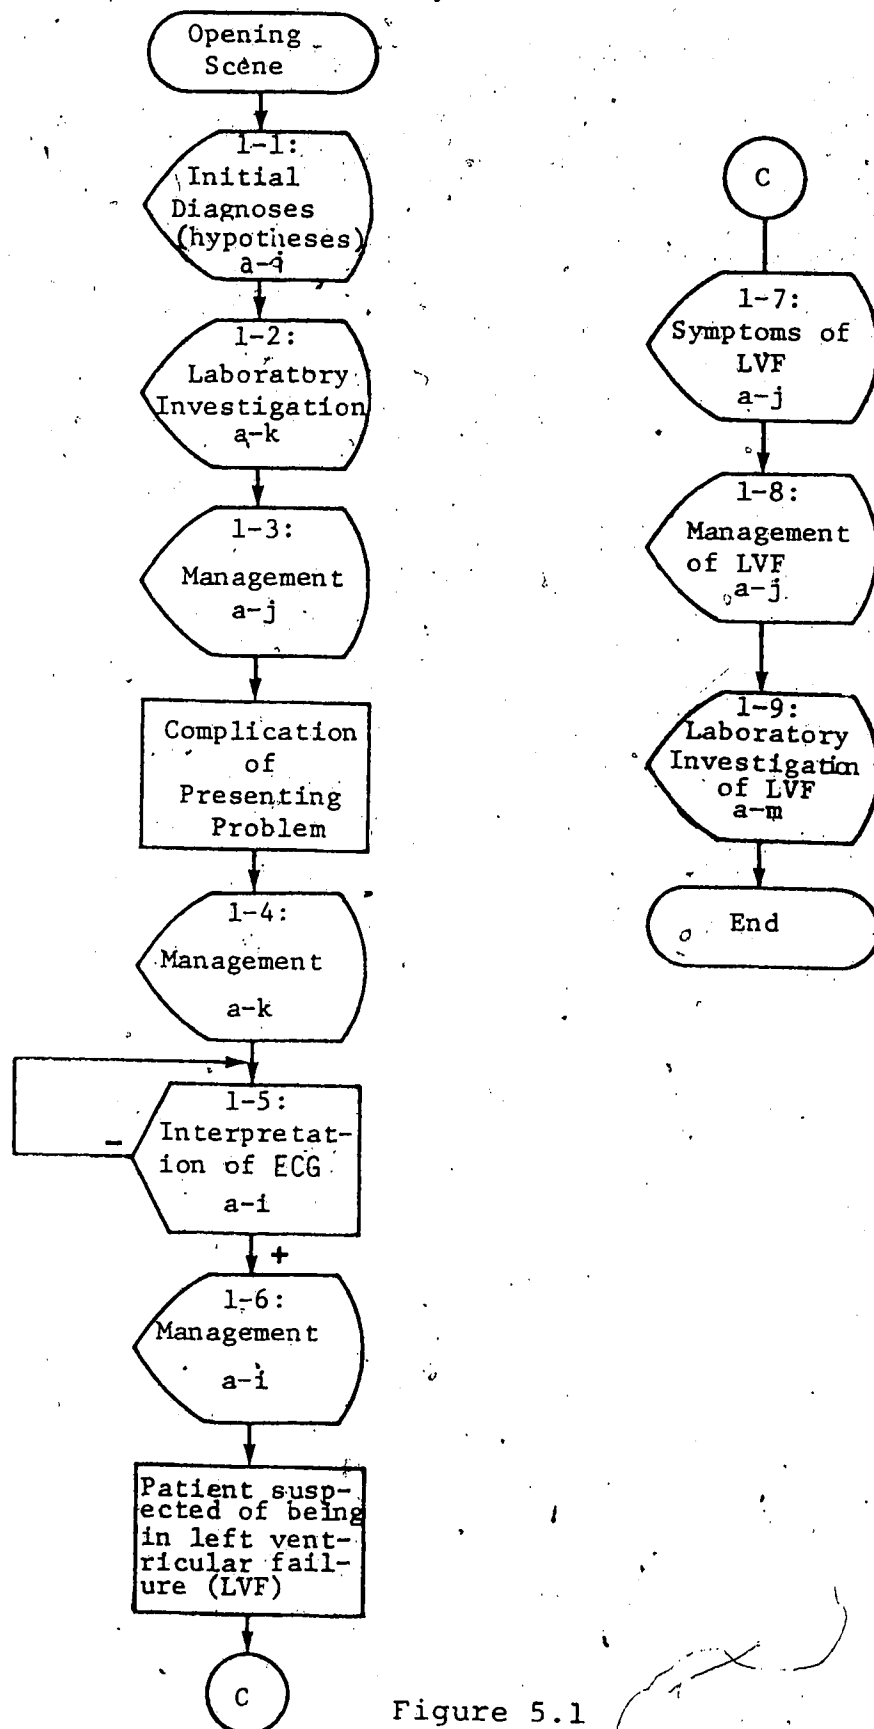 Opening
Scene
1-1:
Initial
Diagnoses
(hypotheses)
a-i
1-2:
Laboratory
Investigation
a-k
1-3:
Management
a-j
Complication
of
Presenting
Problem
1-4:
Management
a-k
1-5:
Interpretat-
ion of ECG
a-i
-
+
1-6:
Management
a-i
Patient susp-
ected of being
in left vent-
ricular fail-
ure (LVF)
C
C
1-7:
Symptoms of
LVF
a-j
1-8:
Management
of LVF
a-j
1-9:
Laboratory
Investigation
of LVF
a-m
End
Figure 5.1